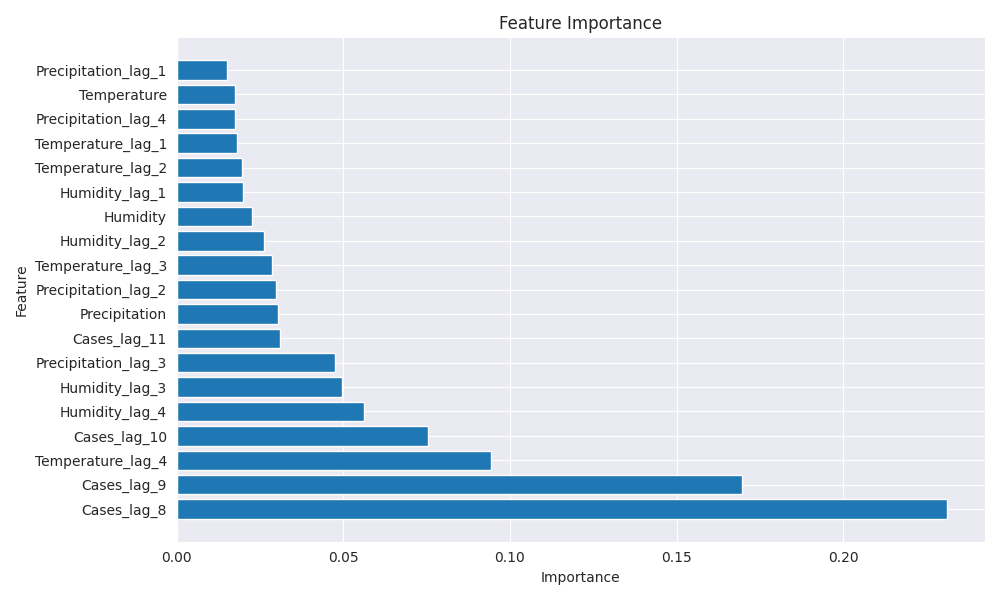 Feature Importance
Precipitation_lag_1
Temperature
Precipitation_lag_4
Temperature_lag_1
Temperature_lag_2
Humidity_lag_1
Humidity
Humidity_lag_2
Temperature_lag_3
Precipitation_lag_2
Precipitation
Cases_lag_11
Precipitation_lag_3
Humidity_lag_3
Humidity_lag_4
Cases_lag_10
Temperature_lag_4
Cases_lag_9
Cases_lag_8
Feature
0.00 0.05 0.10 0.15 0.20
Importance